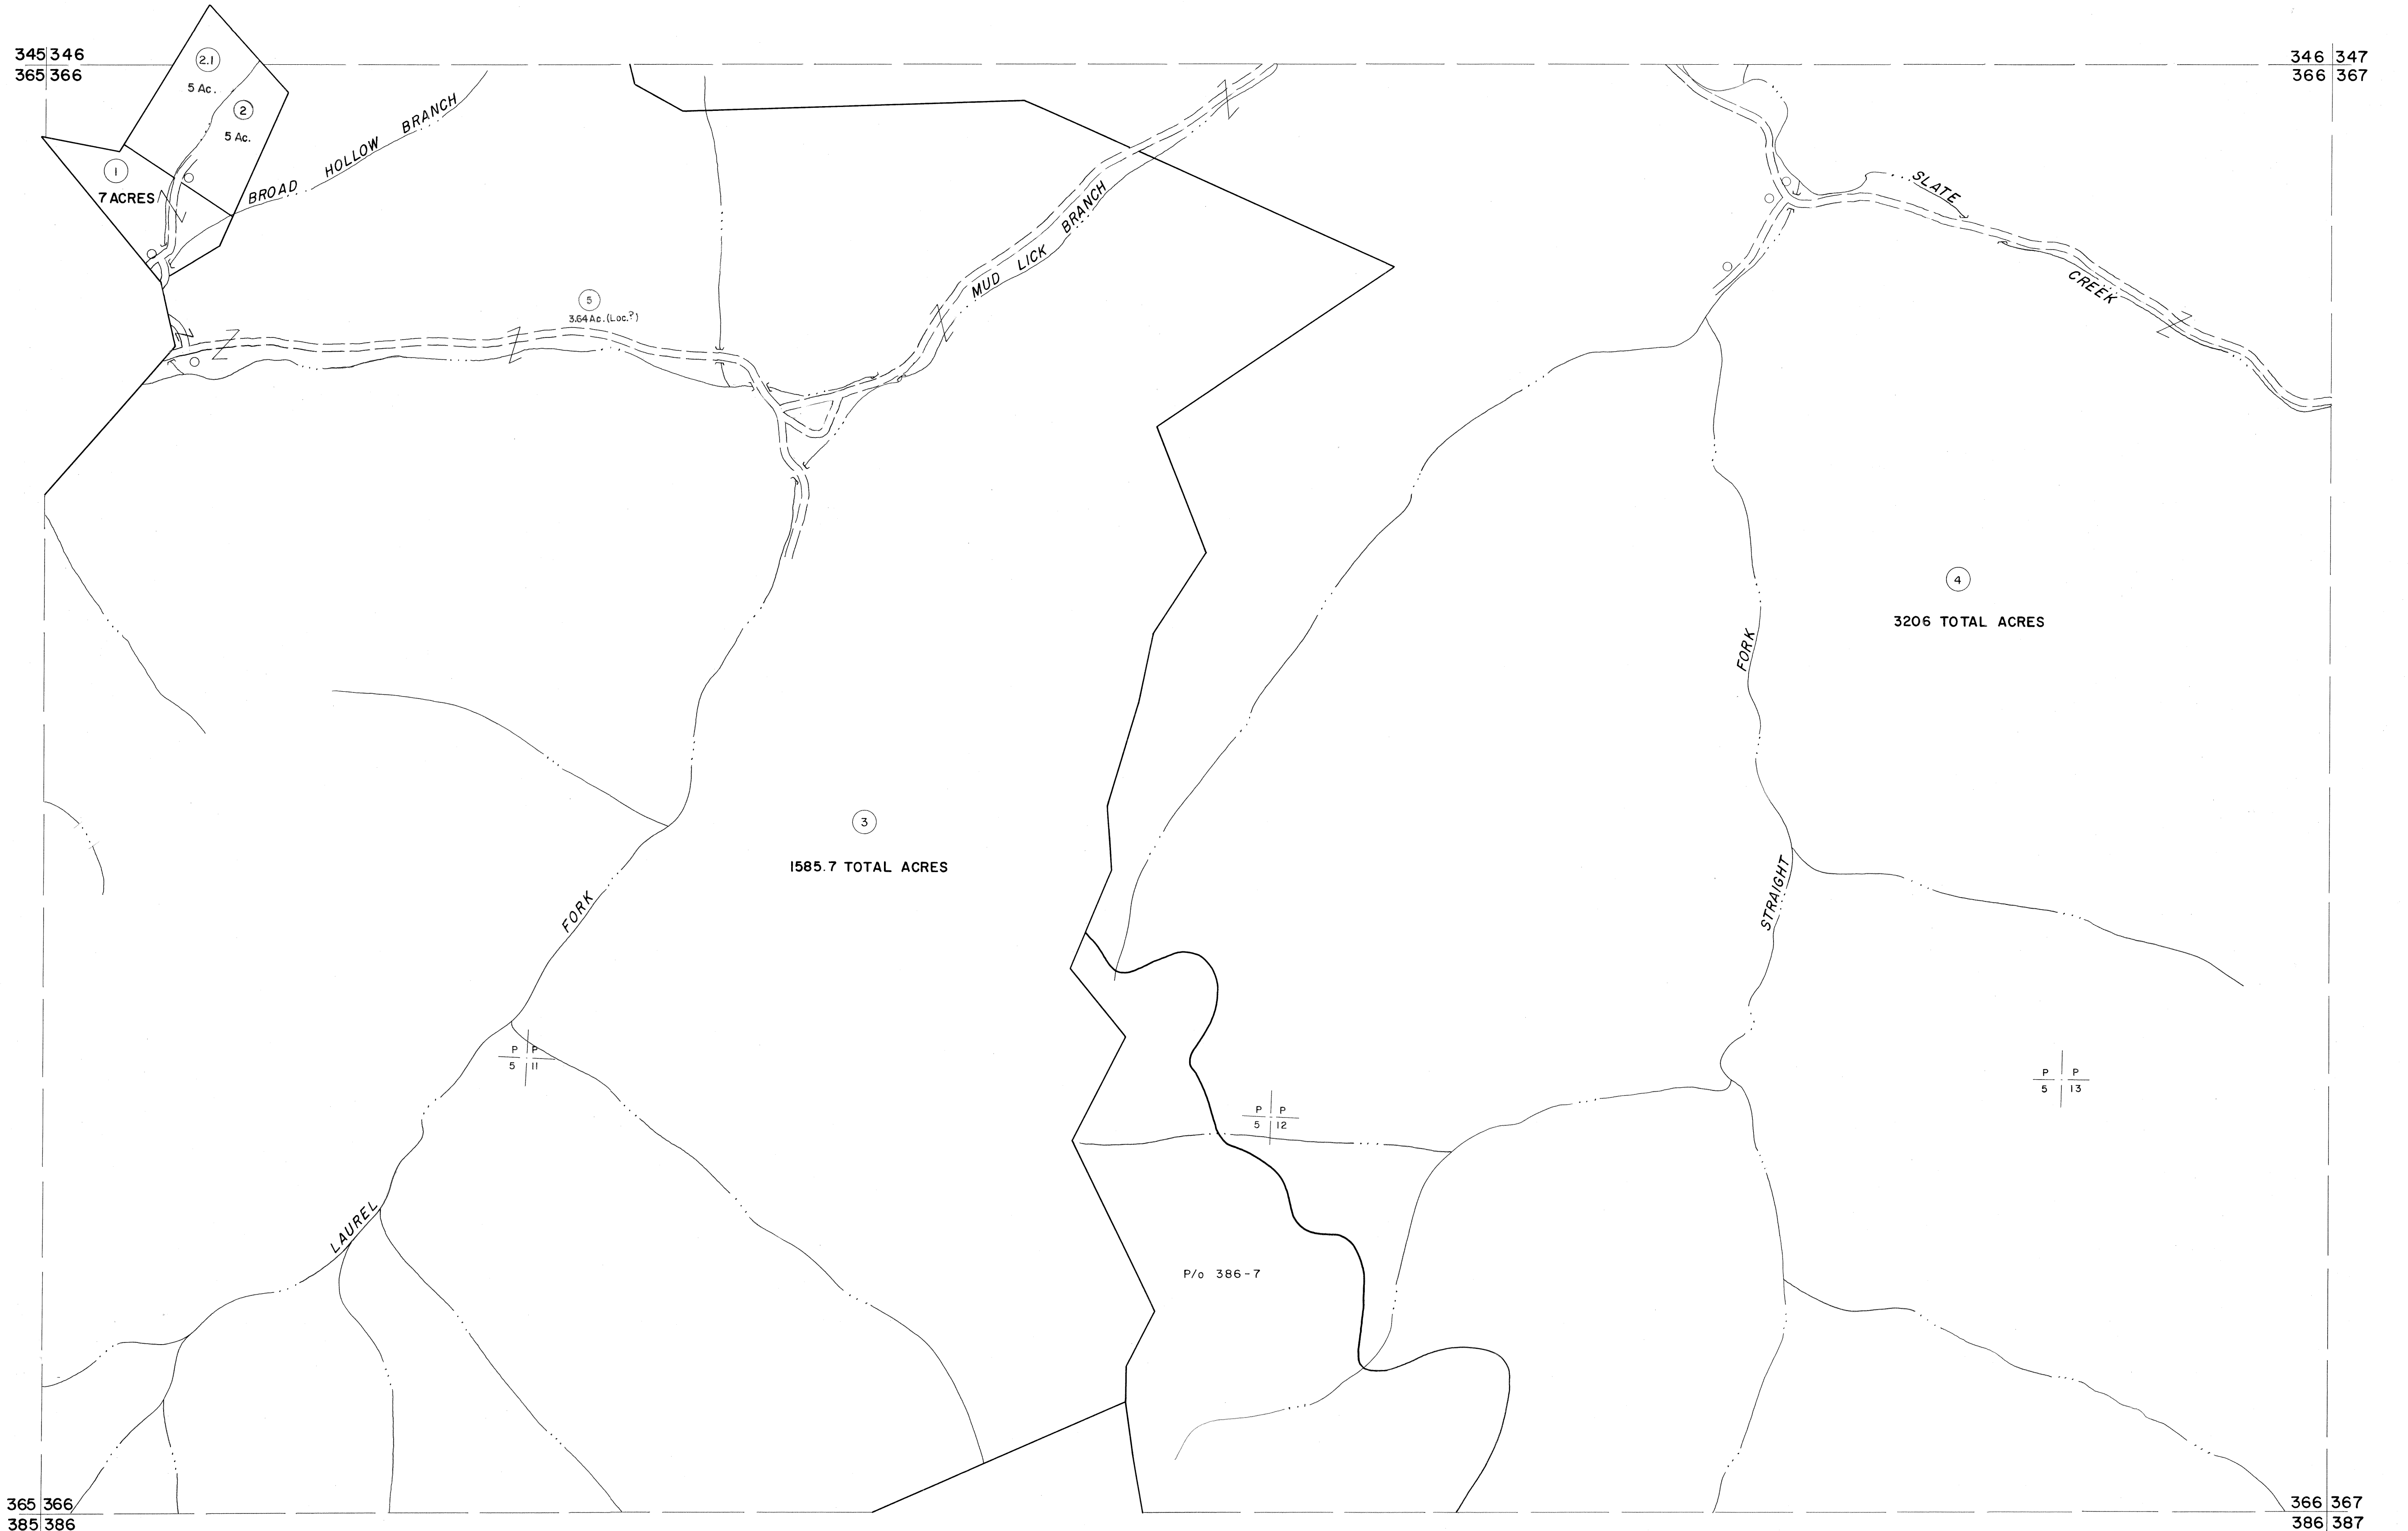 345 346
365 366
346 347
366 367
2.1
5 Ac.
2
5 Ac.
1
7 ACRES
BROAD HOLLOW BRANCH
MUD LICK BRANCH
SLATE
CREEK
5
3.64 Ac. (Loc.?)
4
3206 TOTAL ACRES
FORK
3
1585.7 TOTAL ACRES
STRAIGHT
FORK
P P
5 11
P P
5 13
P P
5 12
LAUREL
P/o 386-7
365 366
385 386
366 367
386 387